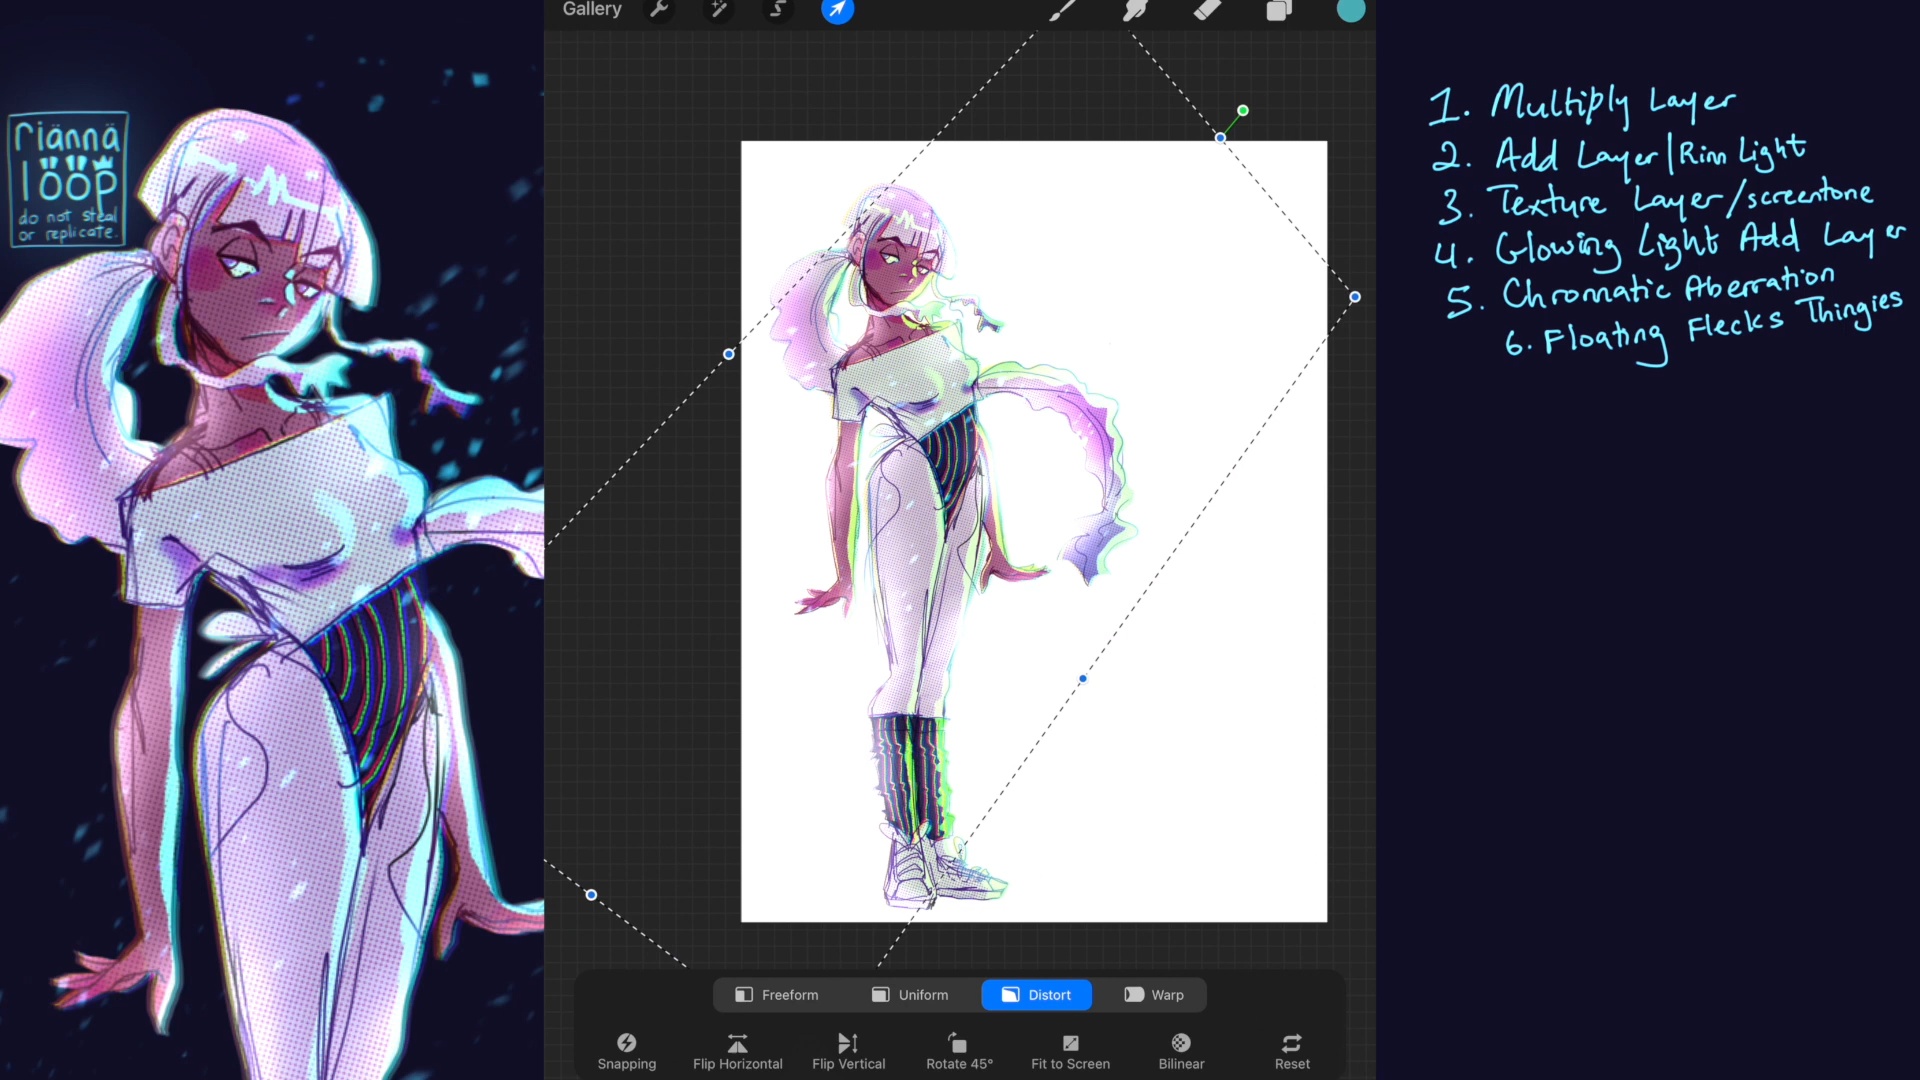 Gallery
riännä
lööp
do not steal
or replicate.
1. Multiply Layer
2. Add Layer/Rim Light
3. Texture Layer/screentone
4. Glowing Light Add Layer
5. Chromatic Aberration
6. Floating Flecks Thingies
Freeform
Uniform
Distort
Warp
Snapping
Flip Horizontal
Flip Vertical
Rotate 45°
Fit to Screen
Bilinear
Reset